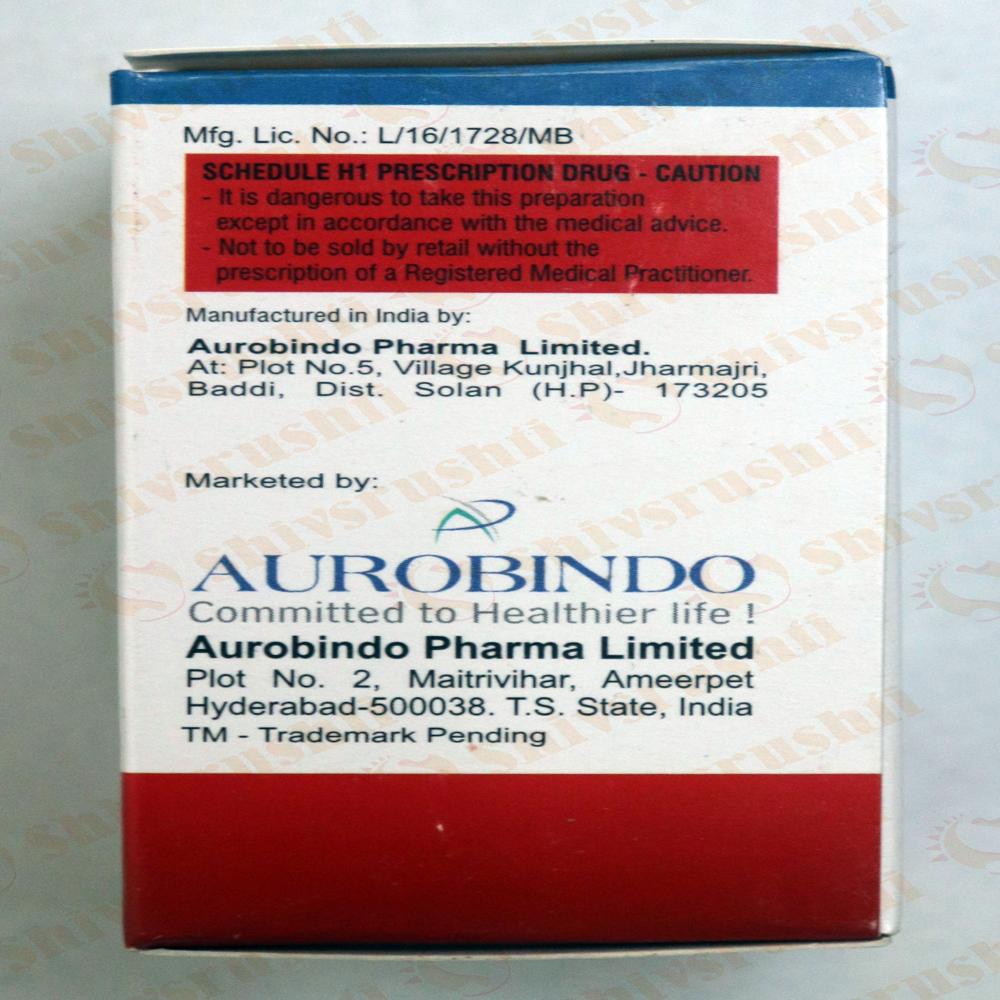 Mfg. Lic. No.: L/16/1728/MB
SCHEDULE H1 PRESCRIPTION DRUG - CAUTION
- It is dangerous to take this preparation
except in accordance with the medical advice.
- Not to be sold by retail without the
prescription of a Registered Medical Practitioner.
Manufactured in India by:
Aurobindo Pharma Limited.
At: Plot No.5, Village Kunjhal,Jharmajri,
Baddi, Dist. Solan (H.P)- 173205
Marketed by:
AUROBINDO
Committed to Healthier life !
Aurobindo Pharma Limited
Plot No. 2, Maitrivihar, Ameerpet
Hyderabad-500038. T.S. State, India
TM - Trademark Pending
Shivsrushti